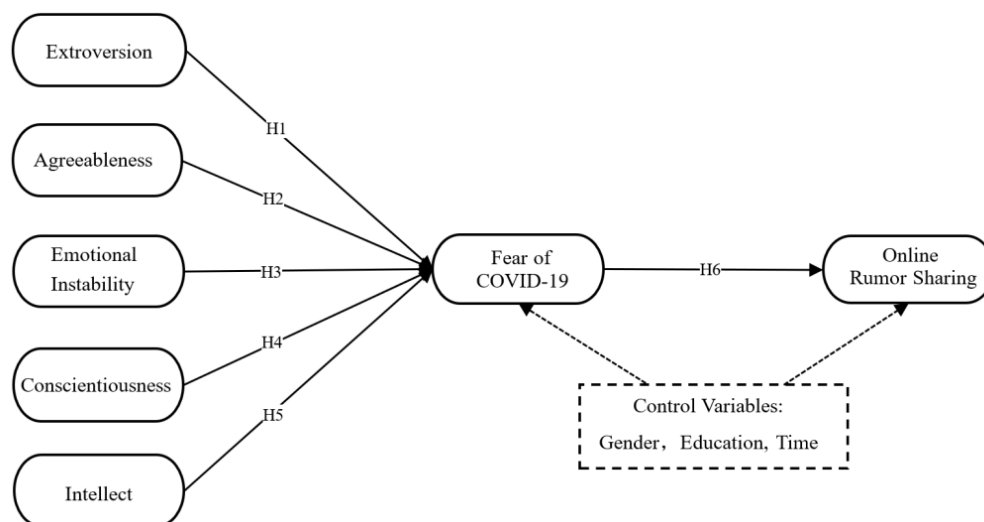 Extroversion
H1
Agreeableness
H2
Emotional
Instability
H3
Conscientiousness
H4
H5
Intellect
Fear of
COVID-19
H6
Online
Rumor Sharing
Control Variables:
Gender，Education, Time